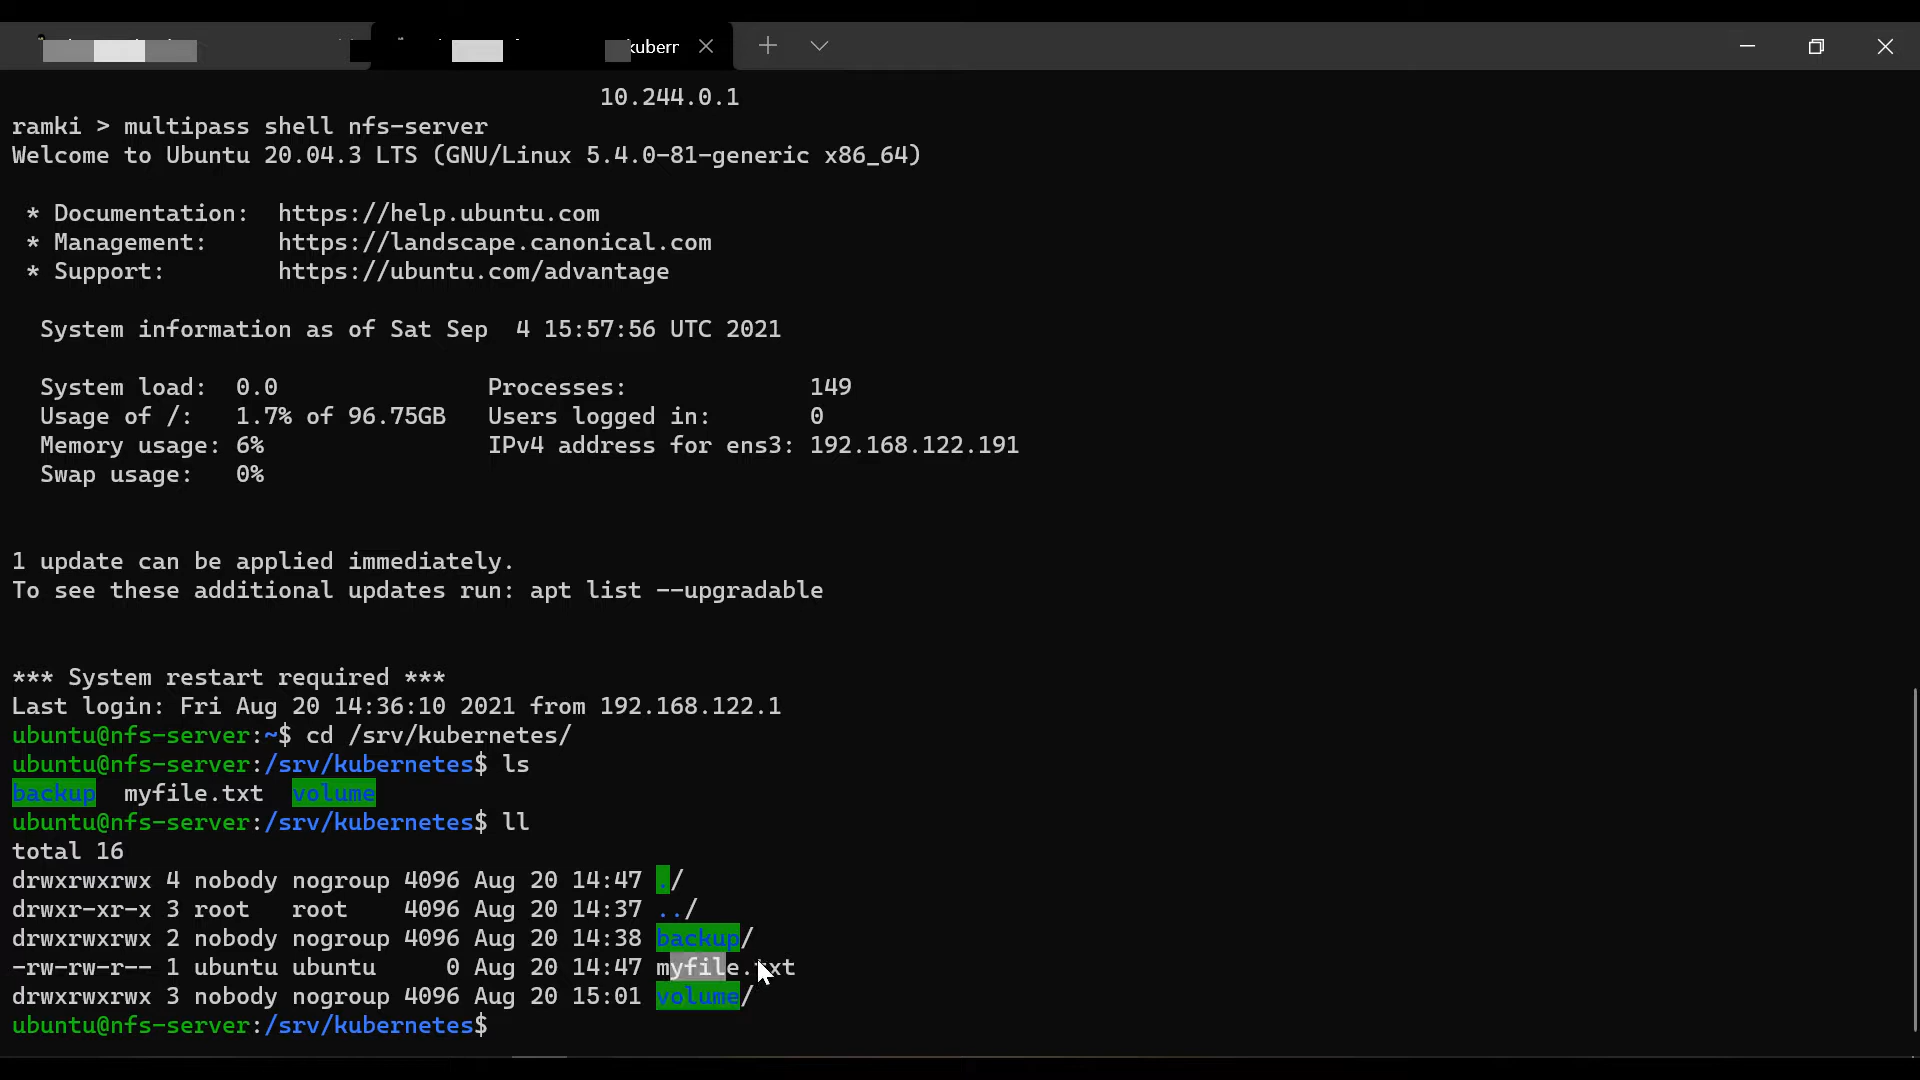 kubern
10.244.0.1
ramki > multipass shell nfs-server
Welcome to Ubuntu 20.04.3 LTS (GNU/Linux 5.4.0-81-generic x86_64)
* Documentation:  https://help.ubuntu.com
* Management:     https://landscape.canonical.com
* Support:        https://ubuntu.com/advantage
System information as of Sat Sep  4 15:57:56 UTC 2021
System load:  0.0               Processes:             149
Usage of /:   1.7% of 96.75GB   Users logged in:       0
Memory usage: 6%                IPv4 address for ens3: 192.168.122.191
Swap usage:   0%
1 update can be applied immediately.
To see these additional updates run: apt list --upgradable
*** System restart required ***
Last login: Fri Aug 20 14:36:10 2021 from 192.168.122.1
ubuntu@nfs-server:~$ cd /srv/kubernetes/
ubuntu@nfs-server:/srv/kubernetes$ ls
backup  myfile.txt  volume
ubuntu@nfs-server:/srv/kubernetes$ ll
total 16
drwxrwxrwx 4 nobody nogroup 4096 Aug 20 14:47 ./
drwxr-xr-x 3 root   root    4096 Aug 20 14:37 ../
drwxrwxrwx 2 nobody nogroup 4096 Aug 20 14:38 backup/
-rw-rw-r-- 1 ubuntu ubuntu     0 Aug 20 14:47 myfile.txt
drwxrwxrwx 3 nobody nogroup 4096 Aug 20 15:01 volume/
ubuntu@nfs-server:/srv/kubernetes$